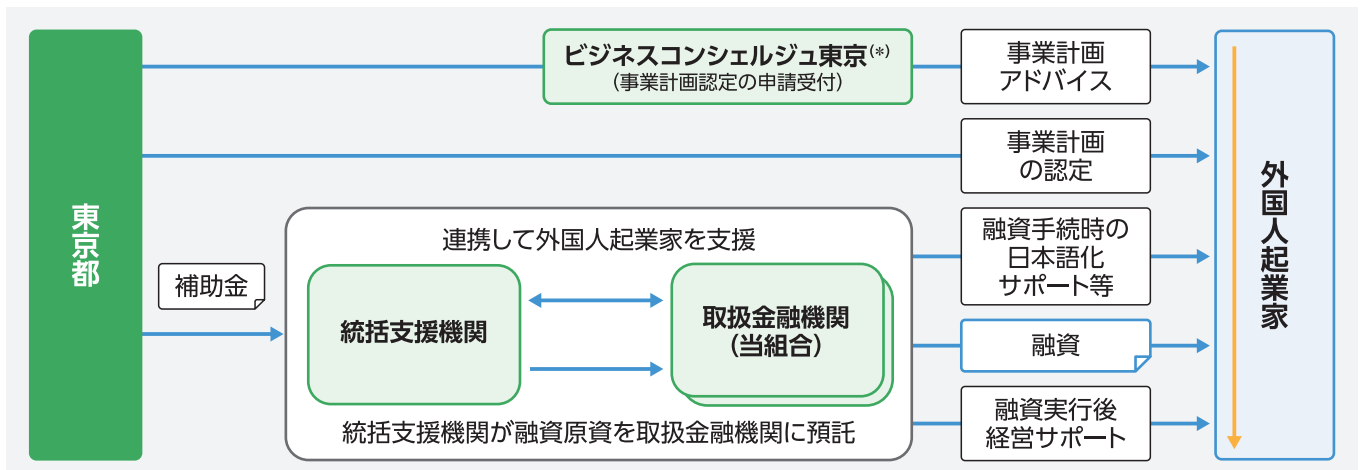 東京都
ビジネスコンシェルジュ東京(*)
(事業計画認定の申請受付)
事業計画
アドバイス
事業計画
の認定
補助金
連携して外国人起業家を支援
統括支援機関
取扱金融機関
(当組合)
統括支援機関が融資原資を取扱金融機関に預託
融資手続時の
日本語化
サポート等
融資
融資実行後
経営サポート
外国人起業家